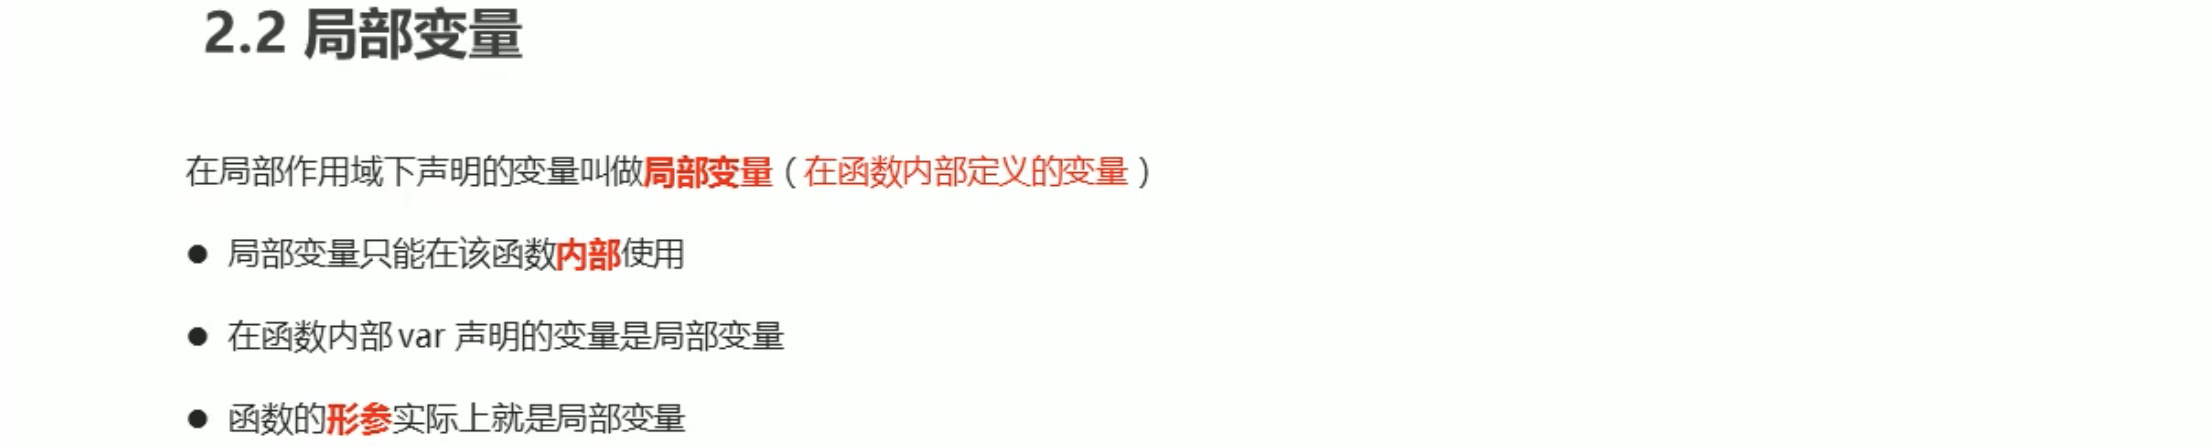 2.2 局部变量
在局部作用域下声明的变量叫做局部变量（在函数内部定义的变量）
● 局部变量只能在该函数内部使用
● 在函数内部 var 声明的变量是局部变量
● 函数的形参实际上就是局部变量